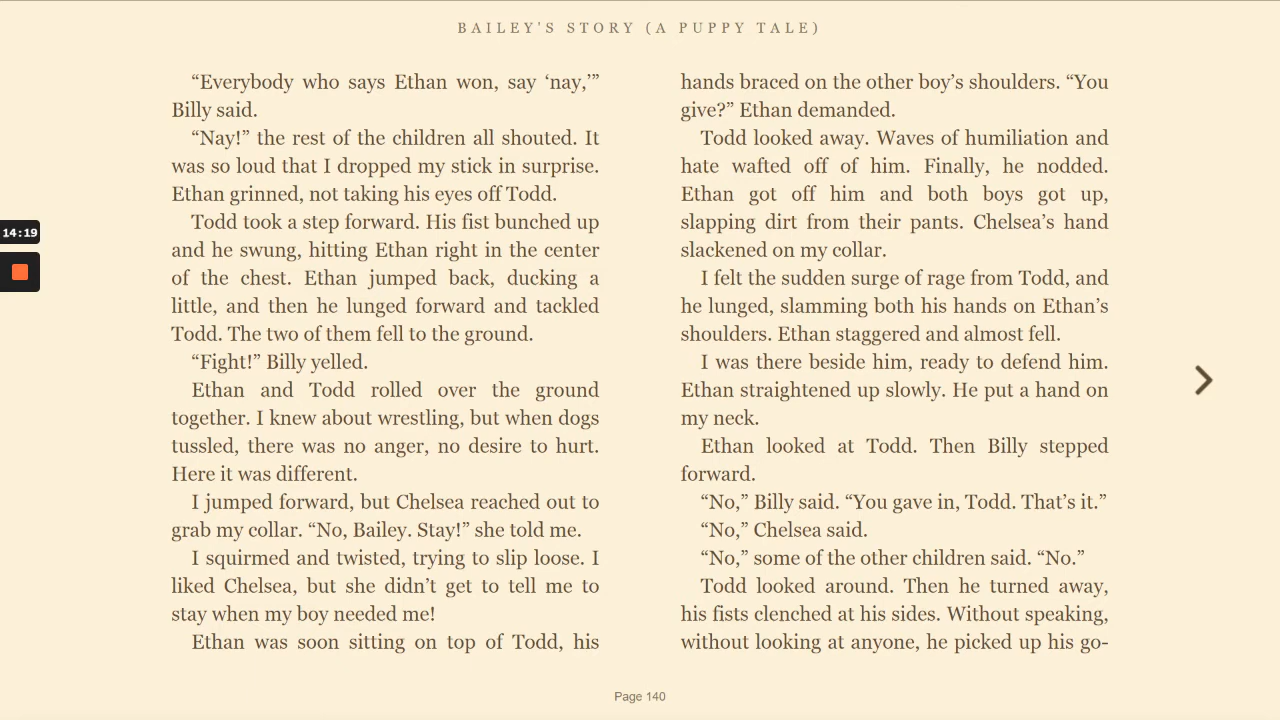 BAILEY'S STORY (A PUPPY TALE)
“Everybody who says Ethan won, say ‘nay,’”
Billy said.
“Nay!” the rest of the children all shouted. It
was so loud that I dropped my stick in surprise.
Ethan grinned, not taking his eyes off Todd.
Todd took a step forward. His fist bunched up
and he swung, hitting Ethan right in the center
of the chest. Ethan jumped back, ducking a
little, and then he lunged forward and tackled
Todd. The two of them fell to the ground.
“Fight!” Billy yelled.
Ethan and Todd rolled over the ground
together. I knew about wrestling, but when dogs
tussled, there was no anger, no desire to hurt.
Here it was different.
I jumped forward, but Chelsea reached out to
grab my collar. “No, Bailey. Stay!” she told me.
I squirmed and twisted, trying to slip loose. I
liked Chelsea, but she didn’t get to tell me to
stay when my boy needed me!
Ethan was soon sitting on top of Todd, his
hands braced on the other boy’s shoulders. “You
give?” Ethan demanded.
Todd looked away. Waves of humiliation and
hate wafted off of him. Finally, he nodded.
Ethan got off him and both boys got up,
slapping dirt from their pants. Chelsea’s hand
slackened on my collar.
I felt the sudden surge of rage from Todd, and
he lunged, slamming both his hands on Ethan’s
shoulders. Ethan staggered and almost fell.
I was there beside him, ready to defend him.
Ethan straightened up slowly. He put a hand on
my neck.
Ethan looked at Todd. Then Billy stepped
forward.
“No,” Billy said. “You gave in, Todd. That’s it.”
“No,” Chelsea said.
“No,” some of the other children said. “No.”
Todd looked around. Then he turned away,
his fists clenched at his sides. Without speaking,
without looking at anyone, he picked up his go-
14:19
Page 140